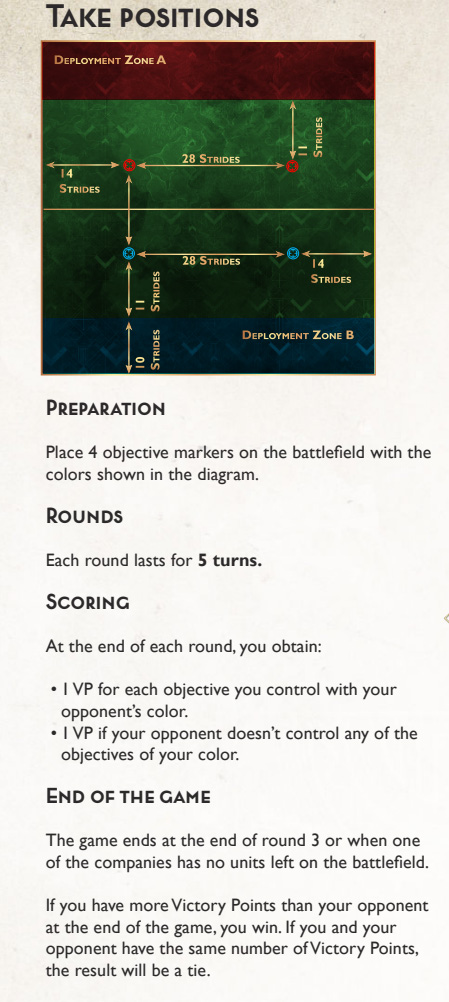 Take positions
Deployment Zone A
11 Strides
28 Strides
14
Strides
28 Strides
14
Strides
11 Strides
Deployment Zone B
10 Strides
Preparation
Place 4 objective markers on the battlefield with the
colors shown in the diagram.
Rounds
Each round lasts for 5 turns.
Scoring
At the end of each round, you obtain:
• 1 VP for each objective you control with your
opponent's color.
• 1 VP if your opponent doesn't control any of the
objectives of your color.
End of the game
The game ends at the end of round 3 or when one
of the companies has no units left on the battlefield.
If you have more Victory Points than your opponent
at the end of the game, you win. If you and your
opponent have the same number of Victory Points,
the result will be a tie.